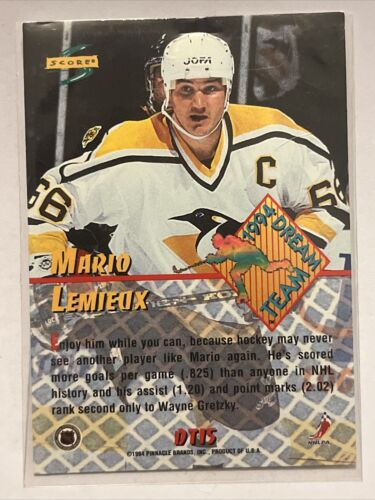 SCORE®
JOFA
C
66
66
1994 DREAM
TEAM
MARIO
LEMIEUX
Enjoy him while you can, because hockey may never
see another player like Mario again. He's scored
more goals per game (.825) than anyone in NHL
history and his assist (1.20) and point marks (2.02)
rank second only to Wayne Gretzky.
NHL
DT15
NHLPA
©1994 PINNACLE BRANDS, INC., PRODUCT OF U.S.A.